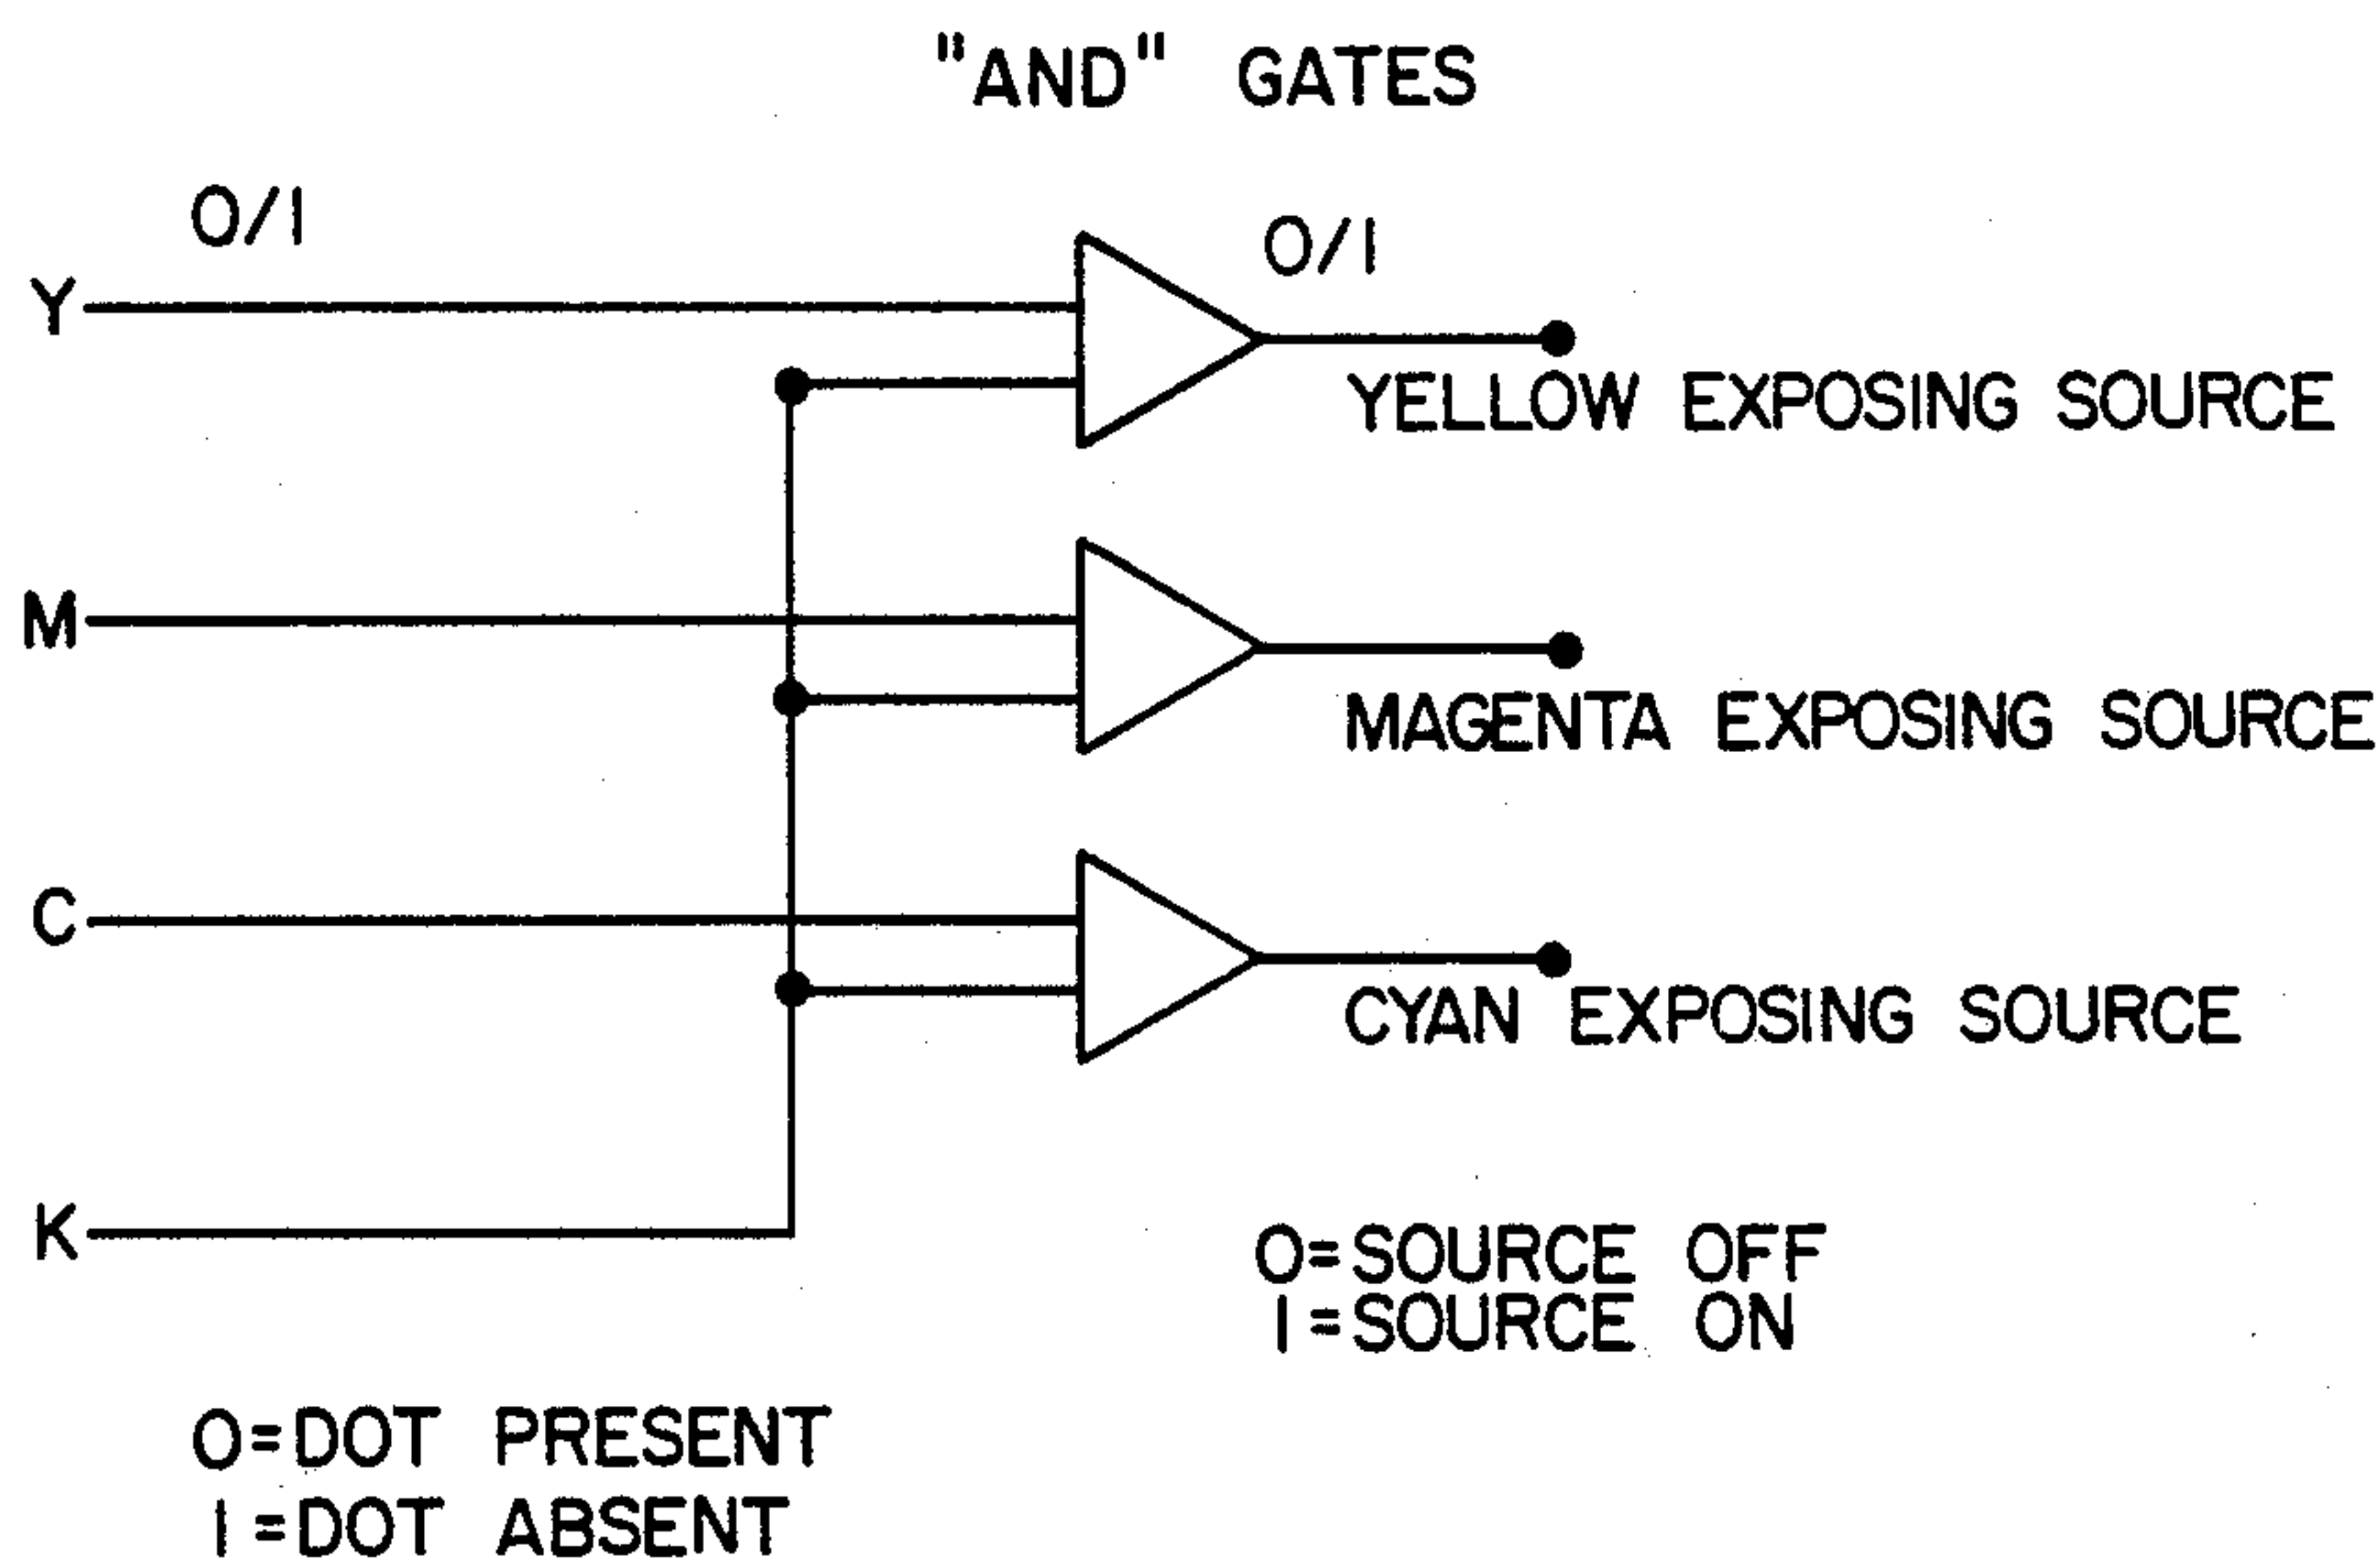 "AND" GATES
0/1
0/1
Y
YELLOW EXPOSING SOURCE
M
MAGENTA EXPOSING SOURCE
C
CYAN EXPOSING SOURCE
K
0=SOURCE OFF
1=SOURCE ON
0=DOT PRESENT
1=DOT ABSENT